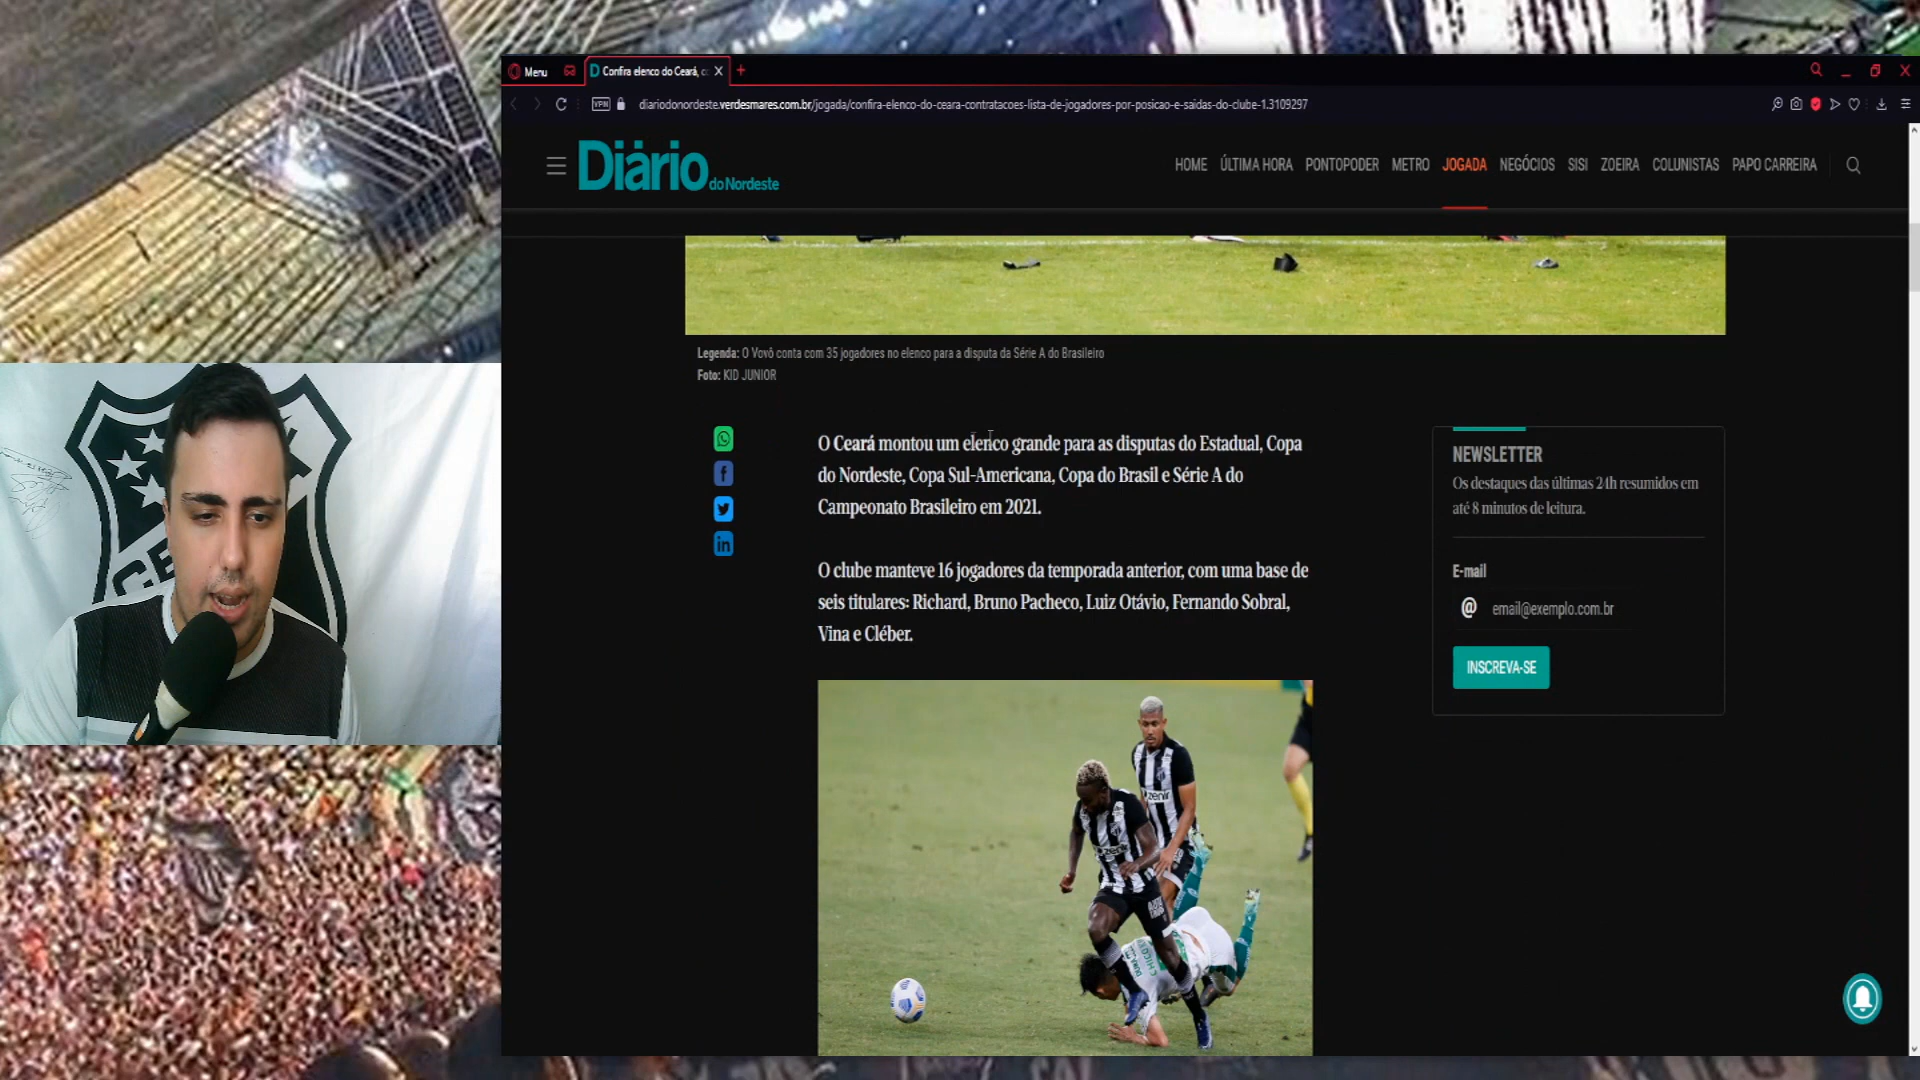 Menu
Confira elenco do Ceará, c
VPN
diariodonordeste.verdesmares.com.br/jogada/confira-elenco-do-ceara-contratacoes-lista-de-jogadores-por-posicao-e-saidas-do-clube-1.3109297
Diário do Nordeste
HOME ÚLTIMA HORA PONTOPODER METRO JOGADA NEGÓCIOS SISI ZOEIRA COLUNISTAS PAPO CARREIRA
Legenda: O Vovô conta com 35 jogadores no elenco para a disputa da Série A do Brasileiro
Foto: KID JUNIOR
O Ceará montou um elenco grande para as disputas do Estadual, Copa
do Nordeste, Copa Sul-Americana, Copa do Brasil e Série A do
Campeonato Brasileiro em 2021.
O clube manteve 16 jogadores da temporada anterior, com uma base de
seis titulares: Richard, Bruno Pacheco, Luiz Otávio, Fernando Sobral,
Vina e Cléber.
NEWSLETTER
Os destaques das últimas 24h resumidos em
até 8 minutos de leitura.
E-mail
@ email@exemplo.com.br
INSCREVA-SE
zenir
zenir